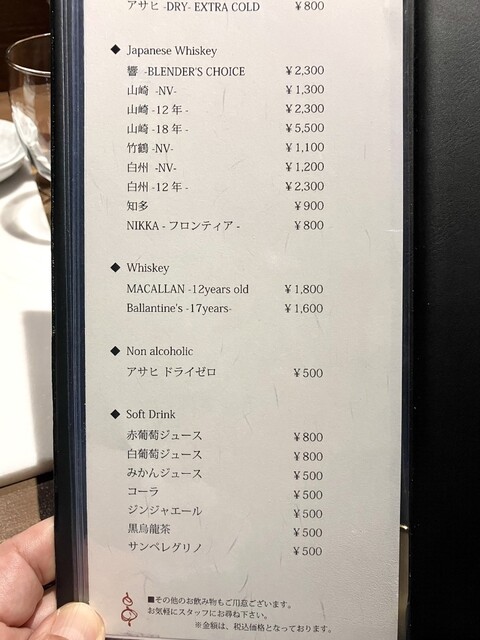 アサヒ -DRY- EXTRA COLD ￥800
◆ Japanese Whiskey
響 -BLENDER'S CHOICE ￥2,300
山崎 -NV- ￥1,300
山崎 -12 年 - ￥2,300
山崎 -18 年 - ￥5,500
竹鶴 -NV- ￥1,100
白州 -NV- ￥1,200
白州 -12 年 - ￥2,300
知多 ￥900
NIKKA - フロンティア - ￥800
◆ Whiskey
MACALLAN -12years old ￥1,800
Ballantine's -17years- ￥1,600
◆ Non alcoholic
アサヒ ドライゼロ ￥500
◆ Soft Drink
赤葡萄ジュース ￥800
白葡萄ジュース ￥800
みかんジュース ￥500
コーラ ￥500
ジンジャエール ￥500
黒烏龍茶 ￥500
サンペレグリノ ￥500
■その他のお飲み物もご用意ございます。
お気軽にスタッフにお尋ね下さい。
※金額は、税込価格となっております。